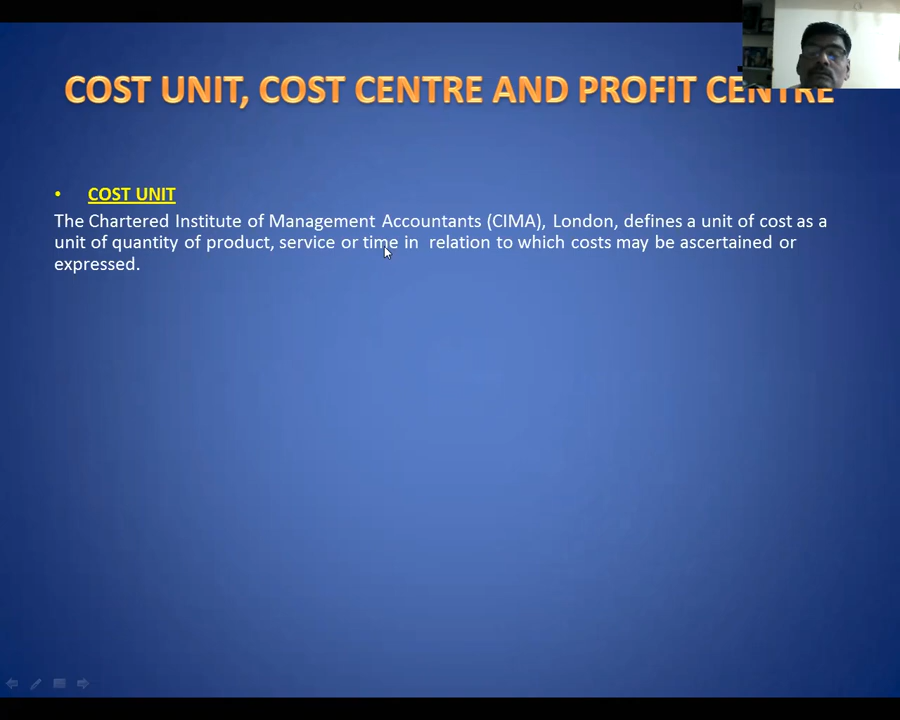 COST UNIT, COST CENTRE AND PROFIT CENTRE
• COST UNIT
The Chartered Institute of Management Accountants (CIMA), London, defines a unit of cost as a
unit of quantity of product, service or time in relation to which costs may be ascertained or
expressed.